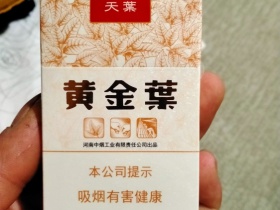 天葉
黄金葉
河南中烟工业有限责任公司出品
本公司提示
吸烟有害健康